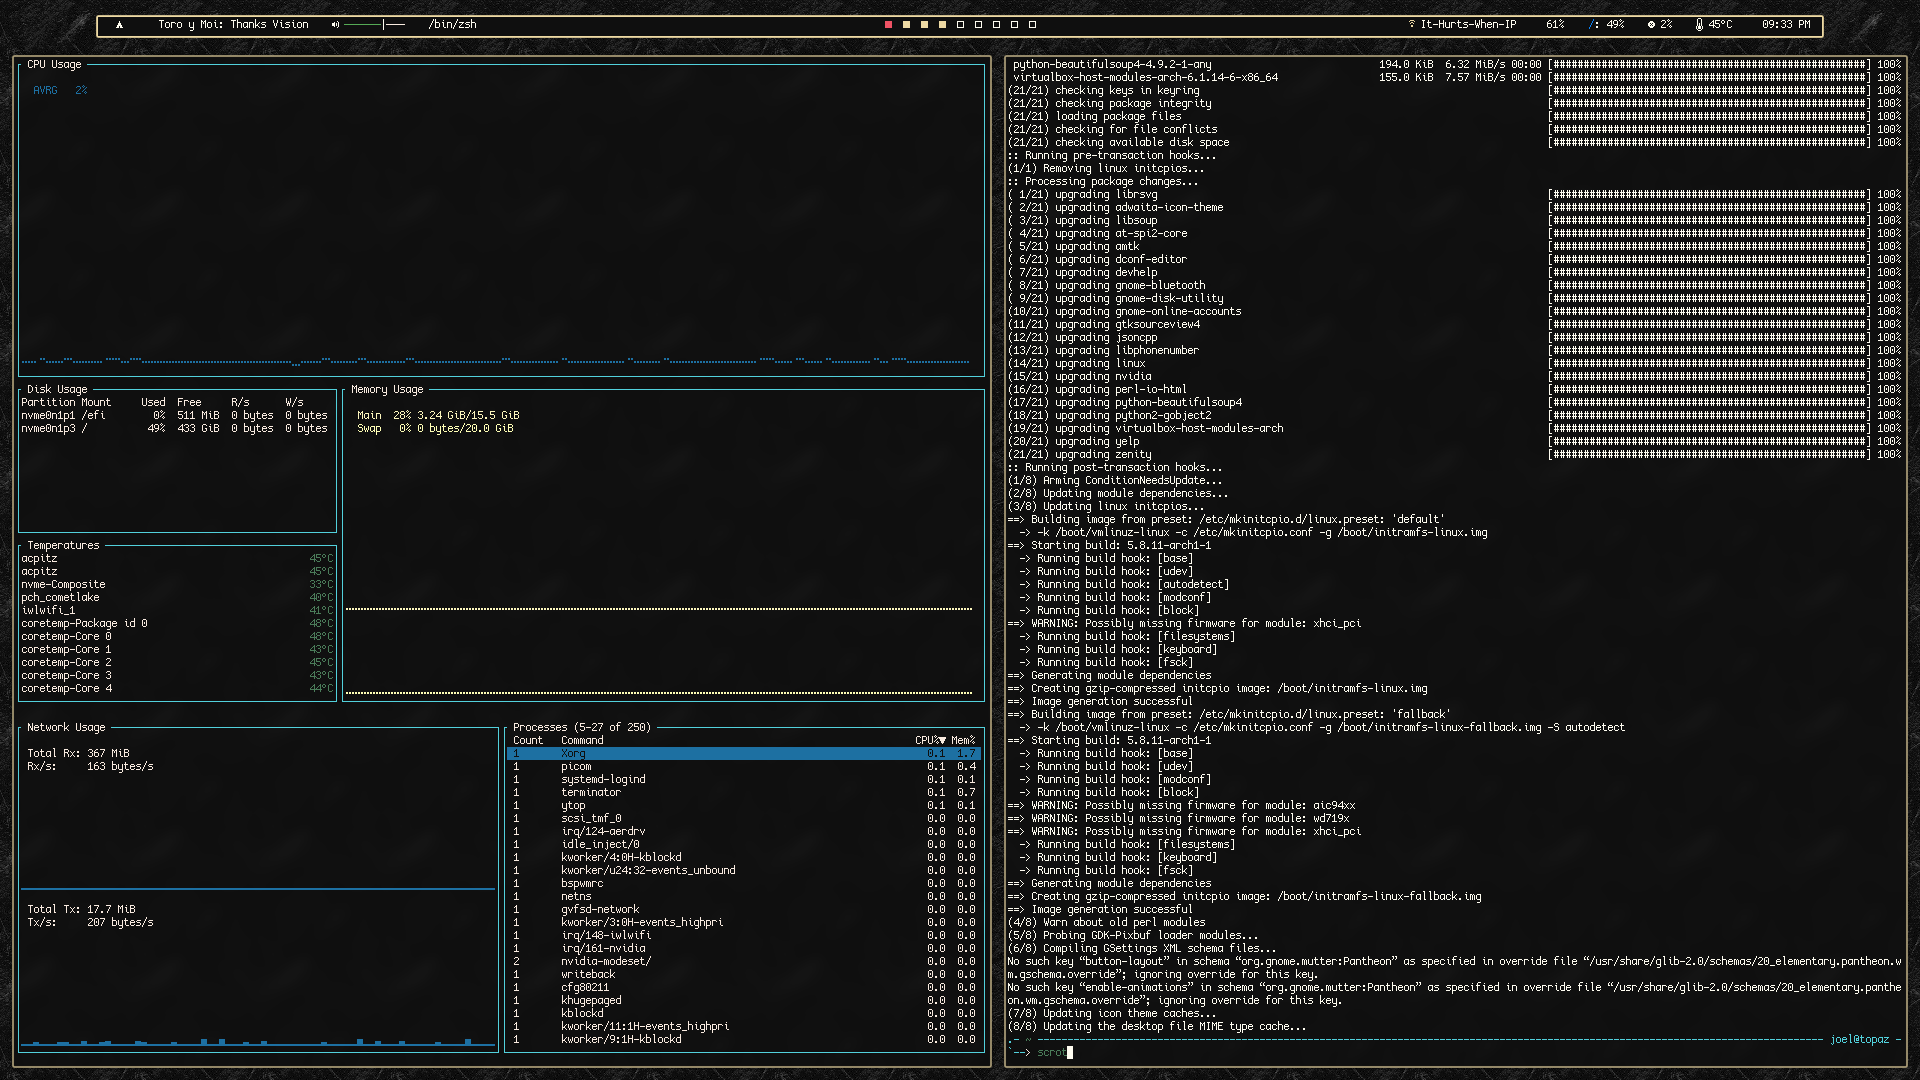 Toro y Moi: Thanks Vision
/bin/zsh
It-Hurts-When-IP 61% /: 49% 2% 45°C 09:33 PM
CPU Usage
AVRG 2%
Disk Usage
Partition Mount Used Free R/s W/s
nvme0n1p1 /efi 0% 511 MiB 0 bytes 0 bytes
nvme0n1p3 / 49% 433 GiB 0 bytes 0 bytes
Memory Usage
Main 28% 3.24 GiB/15.5 GiB
Swap 0% 0 bytes/20.0 GiB
Temperatures
acpitz 45°C
acpitz 45°C
nvme-Composite 33°C
pch_cometlake 40°C
iwlwifi_1 41°C
coretemp-Package id 0 48°C
coretemp-Core 0 48°C
coretemp-Core 1 43°C
coretemp-Core 2 45°C
coretemp-Core 3 43°C
coretemp-Core 4 44°C
Network Usage
Total Rx: 367 MiB
Rx/s: 163 bytes/s
Total Tx: 17.7 MiB
Tx/s: 207 bytes/s
Processes (5-27 of 250)
Count Command CPU%▼ Mem%
1 Xorg 0.1 1.7
1 picom 0.1 0.4
1 systemd-logind 0.1 0.1
1 terminator 0.1 0.7
1 ytop 0.1 0.1
1 scsi_tmf_0 0.0 0.0
1 irq/124-aerdrv 0.0 0.0
1 idle_inject/0 0.0 0.0
1 kworker/4:0H-kblockd 0.0 0.0
1 kworker/u24:32-events_unbound 0.0 0.0
1 bspwmrc 0.0 0.0
1 netns 0.0 0.0
1 gvfsd-network 0.0 0.0
1 kworker/3:0H-events_highpri 0.0 0.0
1 irq/148-iwlwifi 0.0 0.0
1 irq/161-nvidia 0.0 0.0
2 nvidia-modeset/ 0.0 0.0
1 writeback 0.0 0.0
1 cfg80211 0.0 0.0
1 khugepaged 0.0 0.0
1 kblockd 0.0 0.0
1 kworker/11:1H-events_highpri 0.0 0.0
1 kworker/9:1H-kblockd 0.0 0.0
python-beautifulsoup4-4.9.2-1-any 194.0 KiB 6.32 MiB/s 00:00 [####################################################] 100%
virtualbox-host-modules-arch-6.1.14-6-x86_64 155.0 KiB 7.57 MiB/s 00:00 [####################################################] 100%
(21/21) checking keys in keyring [####################################################] 100%
(21/21) checking package integrity [####################################################] 100%
(21/21) loading package files [####################################################] 100%
(21/21) checking for file conflicts [####################################################] 100%
(21/21) checking available disk space [####################################################] 100%
:: Running pre-transaction hooks...
(1/1) Removing linux initcpios...
:: Processing package changes...
( 1/21) upgrading librsvg [####################################################] 100%
( 2/21) upgrading adwaita-icon-theme [####################################################] 100%
( 3/21) upgrading libsoup [####################################################] 100%
( 4/21) upgrading at-spi2-core [####################################################] 100%
( 5/21) upgrading amtk [####################################################] 100%
( 6/21) upgrading dconf-editor [####################################################] 100%
( 7/21) upgrading devhelp [####################################################] 100%
( 8/21) upgrading gnome-bluetooth [####################################################] 100%
( 9/21) upgrading gnome-disk-utility [####################################################] 100%
(10/21) upgrading gnome-online-accounts [####################################################] 100%
(11/21) upgrading gtksourceview4 [####################################################] 100%
(12/21) upgrading jsoncpp [####################################################] 100%
(13/21) upgrading libphonenumber [####################################################] 100%
(14/21) upgrading linux [####################################################] 100%
(15/21) upgrading nvidia [####################################################] 100%
(16/21) upgrading perl-io-html [####################################################] 100%
(17/21) upgrading python-beautifulsoup4 [####################################################] 100%
(18/21) upgrading python2-gobject2 [####################################################] 100%
(19/21) upgrading virtualbox-host-modules-arch [####################################################] 100%
(20/21) upgrading yelp [####################################################] 100%
(21/21) upgrading zenity [####################################################] 100%
:: Running post-transaction hooks...
(1/8) Arming ConditionNeedsUpdate...
(2/8) Updating module dependencies...
(3/8) Updating linux initcpios...
==> Building image from preset: /etc/mkinitcpio.d/linux.preset: 'default'
-> -k /boot/vmlinuz-linux -c /etc/mkinitcpio.conf -g /boot/initramfs-linux.img
==> Starting build: 5.8.11-arch1-1
-> Running build hook: [base]
-> Running build hook: [udev]
-> Running build hook: [autodetect]
-> Running build hook: [modconf]
-> Running build hook: [block]
==> WARNING: Possibly missing firmware for module: xhci_pci
-> Running build hook: [filesystems]
-> Running build hook: [keyboard]
-> Running build hook: [fsck]
==> Generating module dependencies
==> Creating gzip-compressed initcpio image: /boot/initramfs-linux.img
==> Image generation successful
==> Building image from preset: /etc/mkinitcpio.d/linux.preset: 'fallback'
-> -k /boot/vmlinuz-linux -c /etc/mkinitcpio.conf -g /boot/initramfs-linux-fallback.img -S autodetect
==> Starting build: 5.8.11-arch1-1
-> Running build hook: [base]
-> Running build hook: [udev]
-> Running build hook: [modconf]
-> Running build hook: [block]
==> WARNING: Possibly missing firmware for module: aic94xx
==> WARNING: Possibly missing firmware for module: wd719x
==> WARNING: Possibly missing firmware for module: xhci_pci
-> Running build hook: [filesystems]
-> Running build hook: [keyboard]
-> Running build hook: [fsck]
==> Generating module dependencies
==> Creating gzip-compressed initcpio image: /boot/initramfs-linux-fallback.img
==> Image generation successful
(4/8) Warn about old perl modules
(5/8) Probing GDK-Pixbuf loader modules...
(6/8) Compiling GSettings XML schema files...
No such key “button-layout” in schema “org.gnome.mutter:Pantheon” as specified in override file “/usr/share/glib-2.0/schemas/20_elementary.pantheon.w
m.gschema.override”; ignoring override for this key.
No such key “enable-animations” in schema “org.gnome.mutter:Pantheon” as specified in override file “/usr/share/glib-2.0/schemas/20_elementary.panthe
on.wm.gschema.override”; ignoring override for this key.
(7/8) Updating icon theme caches...
(8/8) Updating the desktop file MIME type cache...
.- ~ joel@topaz -
`--> scrot